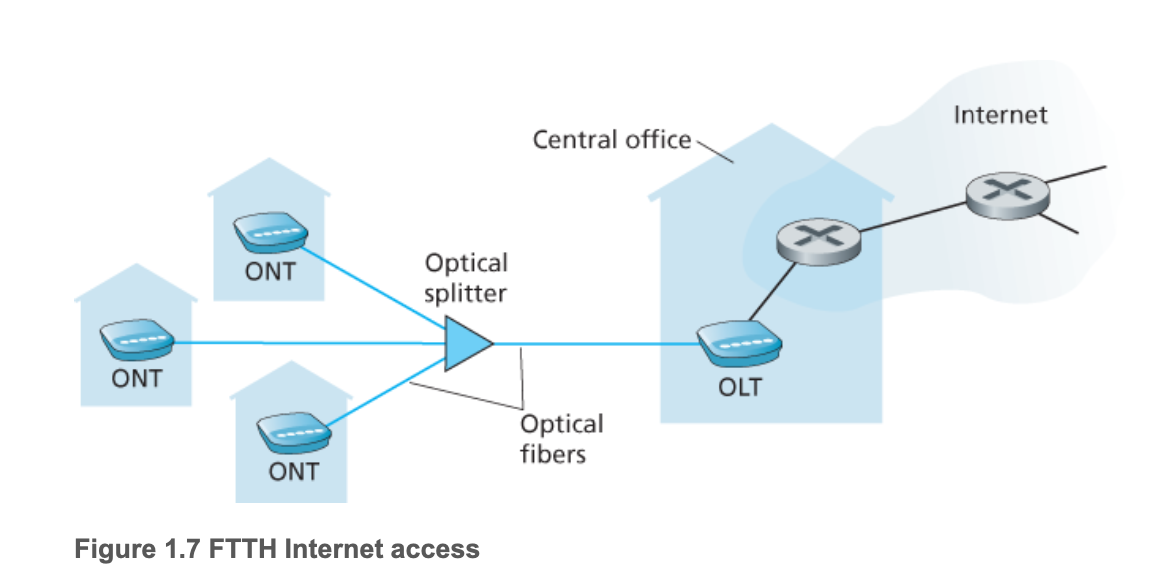 Internet
Central office
ONT
Optical
splitter
ONT
OLT
ONT
Optical
fibers
Figure 1.7 FTTH Internet access